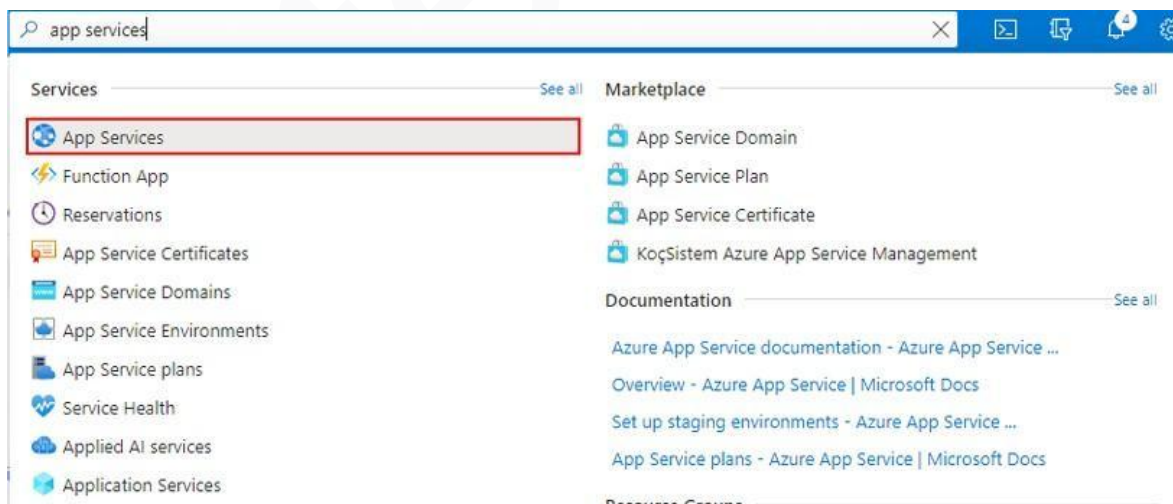 app services
4
Services
See all
App Services
Function App
Reservations
App Service Certificates
App Service Domains
App Service Environments
App Service plans
Service Health
Applied AI services
Application Services
Marketplace
See all
App Service Domain
App Service Plan
App Service Certificate
KoçSistem Azure App Service Management
Documentation
See all
Azure App Service documentation - Azure App Service ...
Overview - Azure App Service | Microsoft Docs
Set up staging environments - Azure App Service ...
App Service plans - Azure App Service | Microsoft Docs
Resource Groups